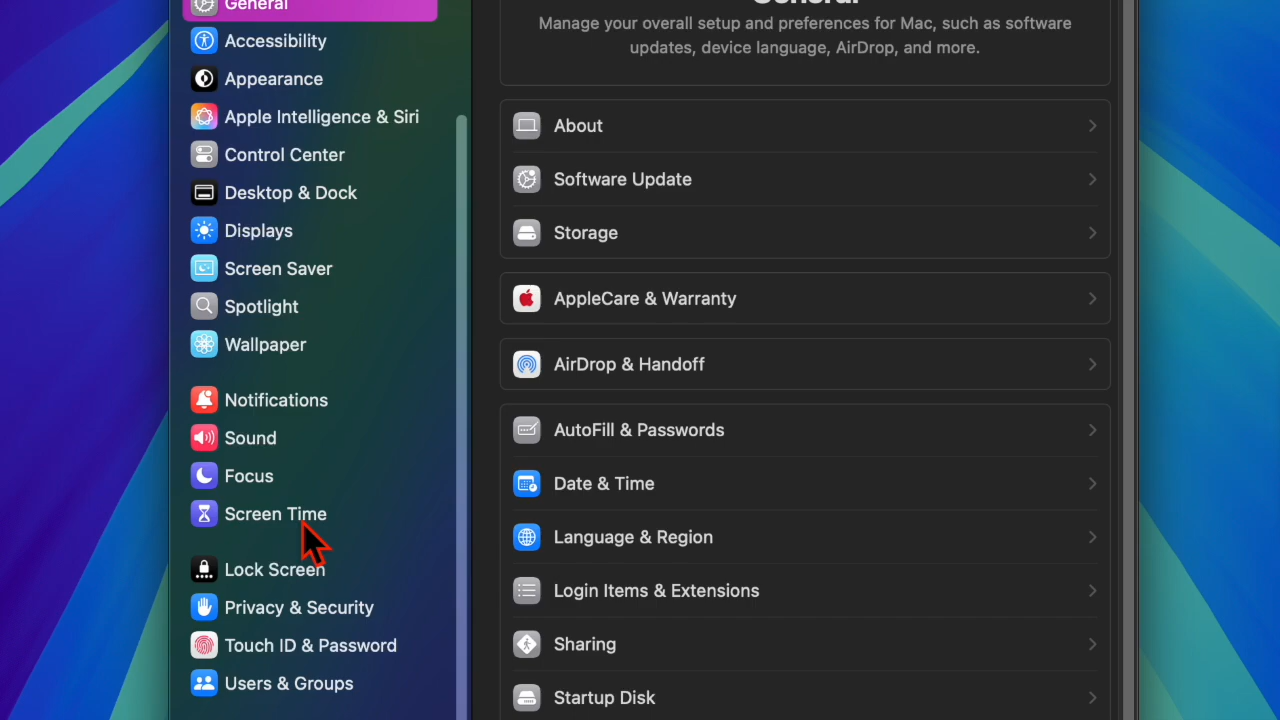 General
Accessibility
Appearance
Apple Intelligence & Siri
Control Center
Desktop & Dock
Displays
Screen Saver
Spotlight
Wallpaper
Notifications
Sound
Focus
Screen Time
Lock Screen
Privacy & Security
Touch ID & Password
Users & Groups
General
Manage your overall setup and preferences for Mac, such as software
updates, device language, AirDrop, and more.
About
Software Update
Storage
AppleCare & Warranty
AirDrop & Handoff
AutoFill & Passwords
Date & Time
Language & Region
Login Items & Extensions
Sharing
Startup Disk